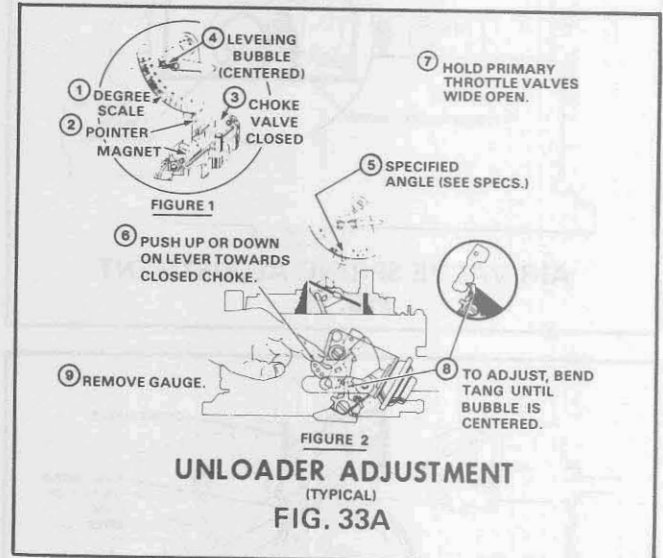 ④ LEVELING
BUBBLE
(CENTERED)
① DEGREE
SCALE
② POINTER
MAGNET
③ CHOKE
VALVE
CLOSED
FIGURE 1
⑦ HOLD PRIMARY
THROTTLE VALVES
WIDE OPEN.
⑤ SPECIFIED
ANGLE (SEE SPECS.)
⑥ PUSH UP OR DOWN
ON LEVER TOWARDS
CLOSED CHOKE.
⑨ REMOVE GAUGE.
⑧ TO ADJUST, BEND
TANG UNTIL
BUBBLE IS
CENTERED.
FIGURE 2
UNLOADER ADJUSTMENT
(TYPICAL)
FIG. 33A